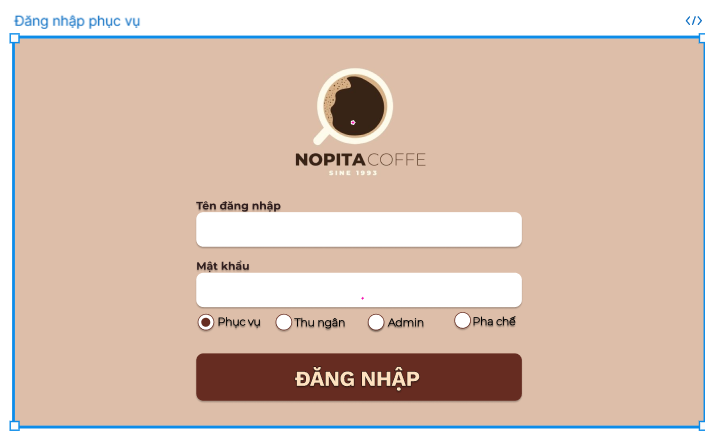 Đăng nhập phục vụ </>
NOPITA COFFE
SINE 1993
Tên đăng nhập
Mật khẩu
Phục vụ Thu ngân Admin Pha chế
ĐĂNG NHẬP